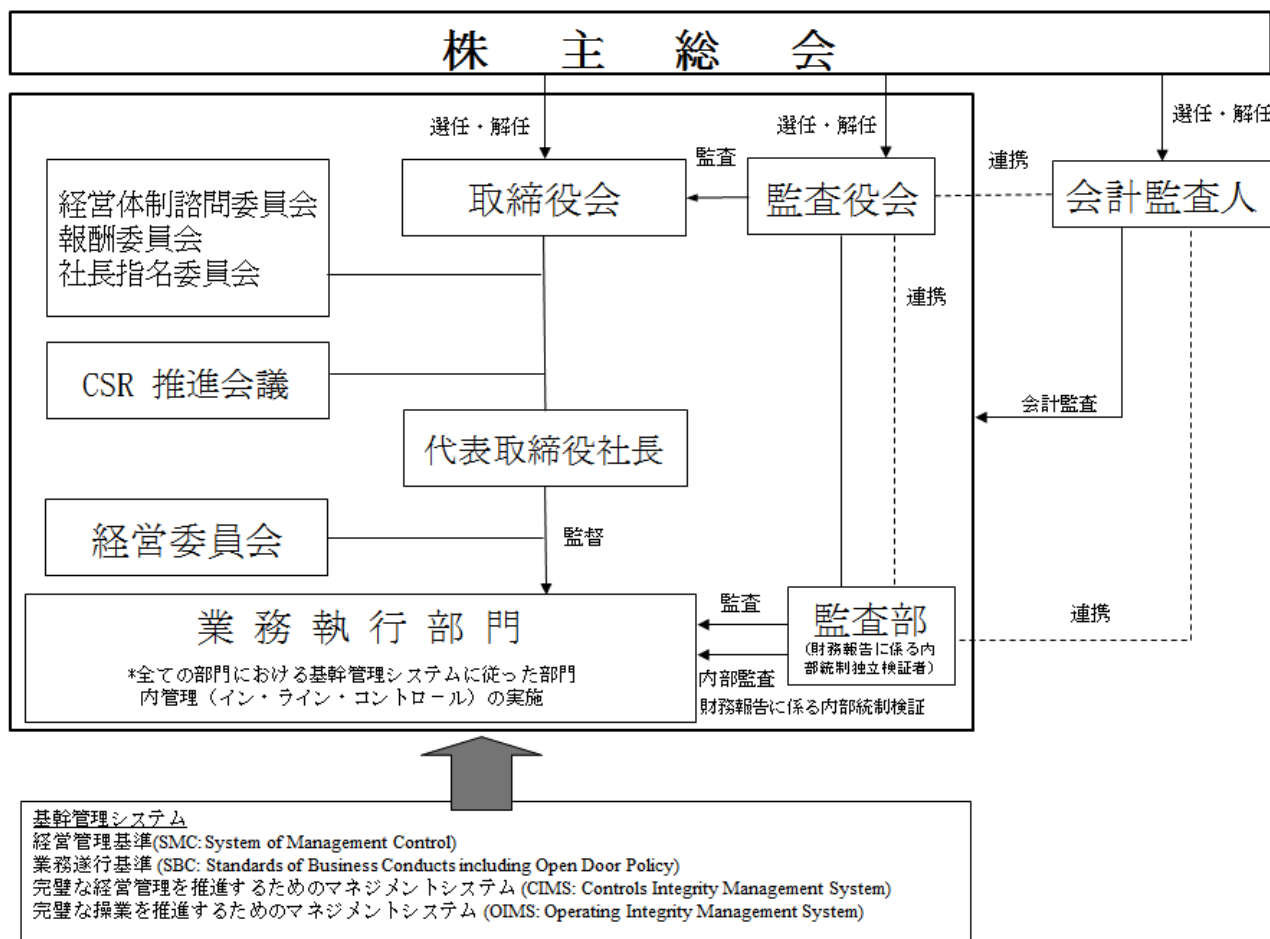 株 主 総 会
選任・解任
選任・解任
選任・解任
経営体制諮問委員会
報酬委員会
社長指名委員会
取締役会
監査
監査役会
連携
会計監査人
連携
CSR 推進会議
会計監査
代表取締役社長
経営委員会
監督
業 務 執 行 部 門
*全ての部門における基幹管理システムに従った部門
内管理（イン・ライン・コントロール）の実施
監査
内部監査
財務報告に係る内部統制検証
監査部
(財務報告に係る内
部統制独立検証者)
連携
基幹管理システム
経営管理基準(SMC: System of Management Control)
業務遂行基準 (SBC: Standards of Business Conducts including Open Door Policy)
完璧な経営管理を推進するためのマネジメントシステム (CIMS: Controls Integrity Management System)
完璧な操業を推進するためのマネジメントシステム (OIMS: Operating Integrity Management System)